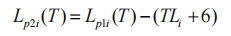 Lp2i(T) = Lp1i(T) − (TLi + 6)